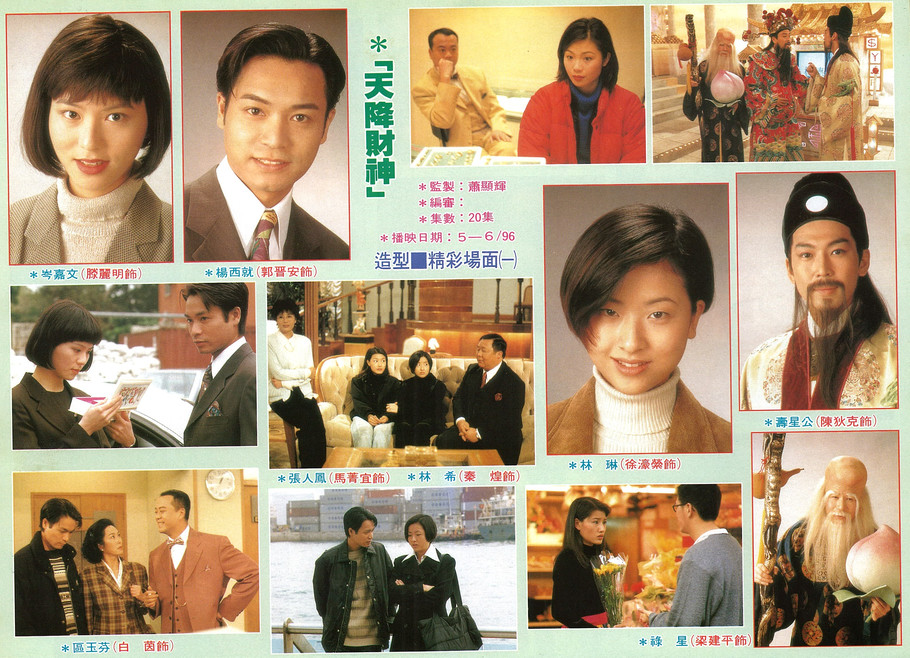 *「天降財神」
*監製：蕭顯輝
*編審：
*集數：20集
*播映日期：5—6/96
造型■精彩場面㈠
*岑嘉文(滕麗明飾)
*楊西就(郭晋安飾)
*張人鳳(馬菁宜飾)
*林　希(秦　煌飾)
*林　琳(徐濠縈飾)
*壽星公(陳狄克飾)
*區玉芬(白　茵飾)
*祿　星(梁建平飾)